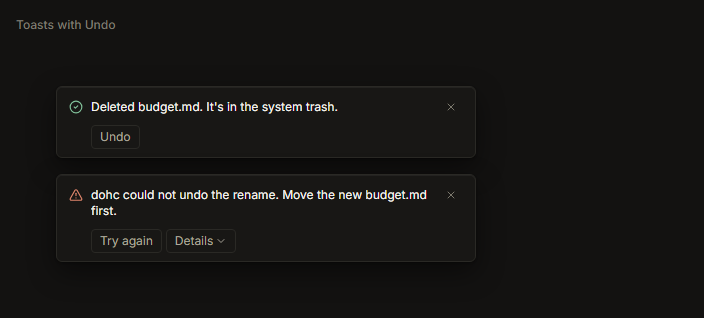 Toasts with Undo
Deleted budget.md. It's in the system trash.
Undo
dohc could not undo the rename. Move the new budget.md
first.
Try again
Details